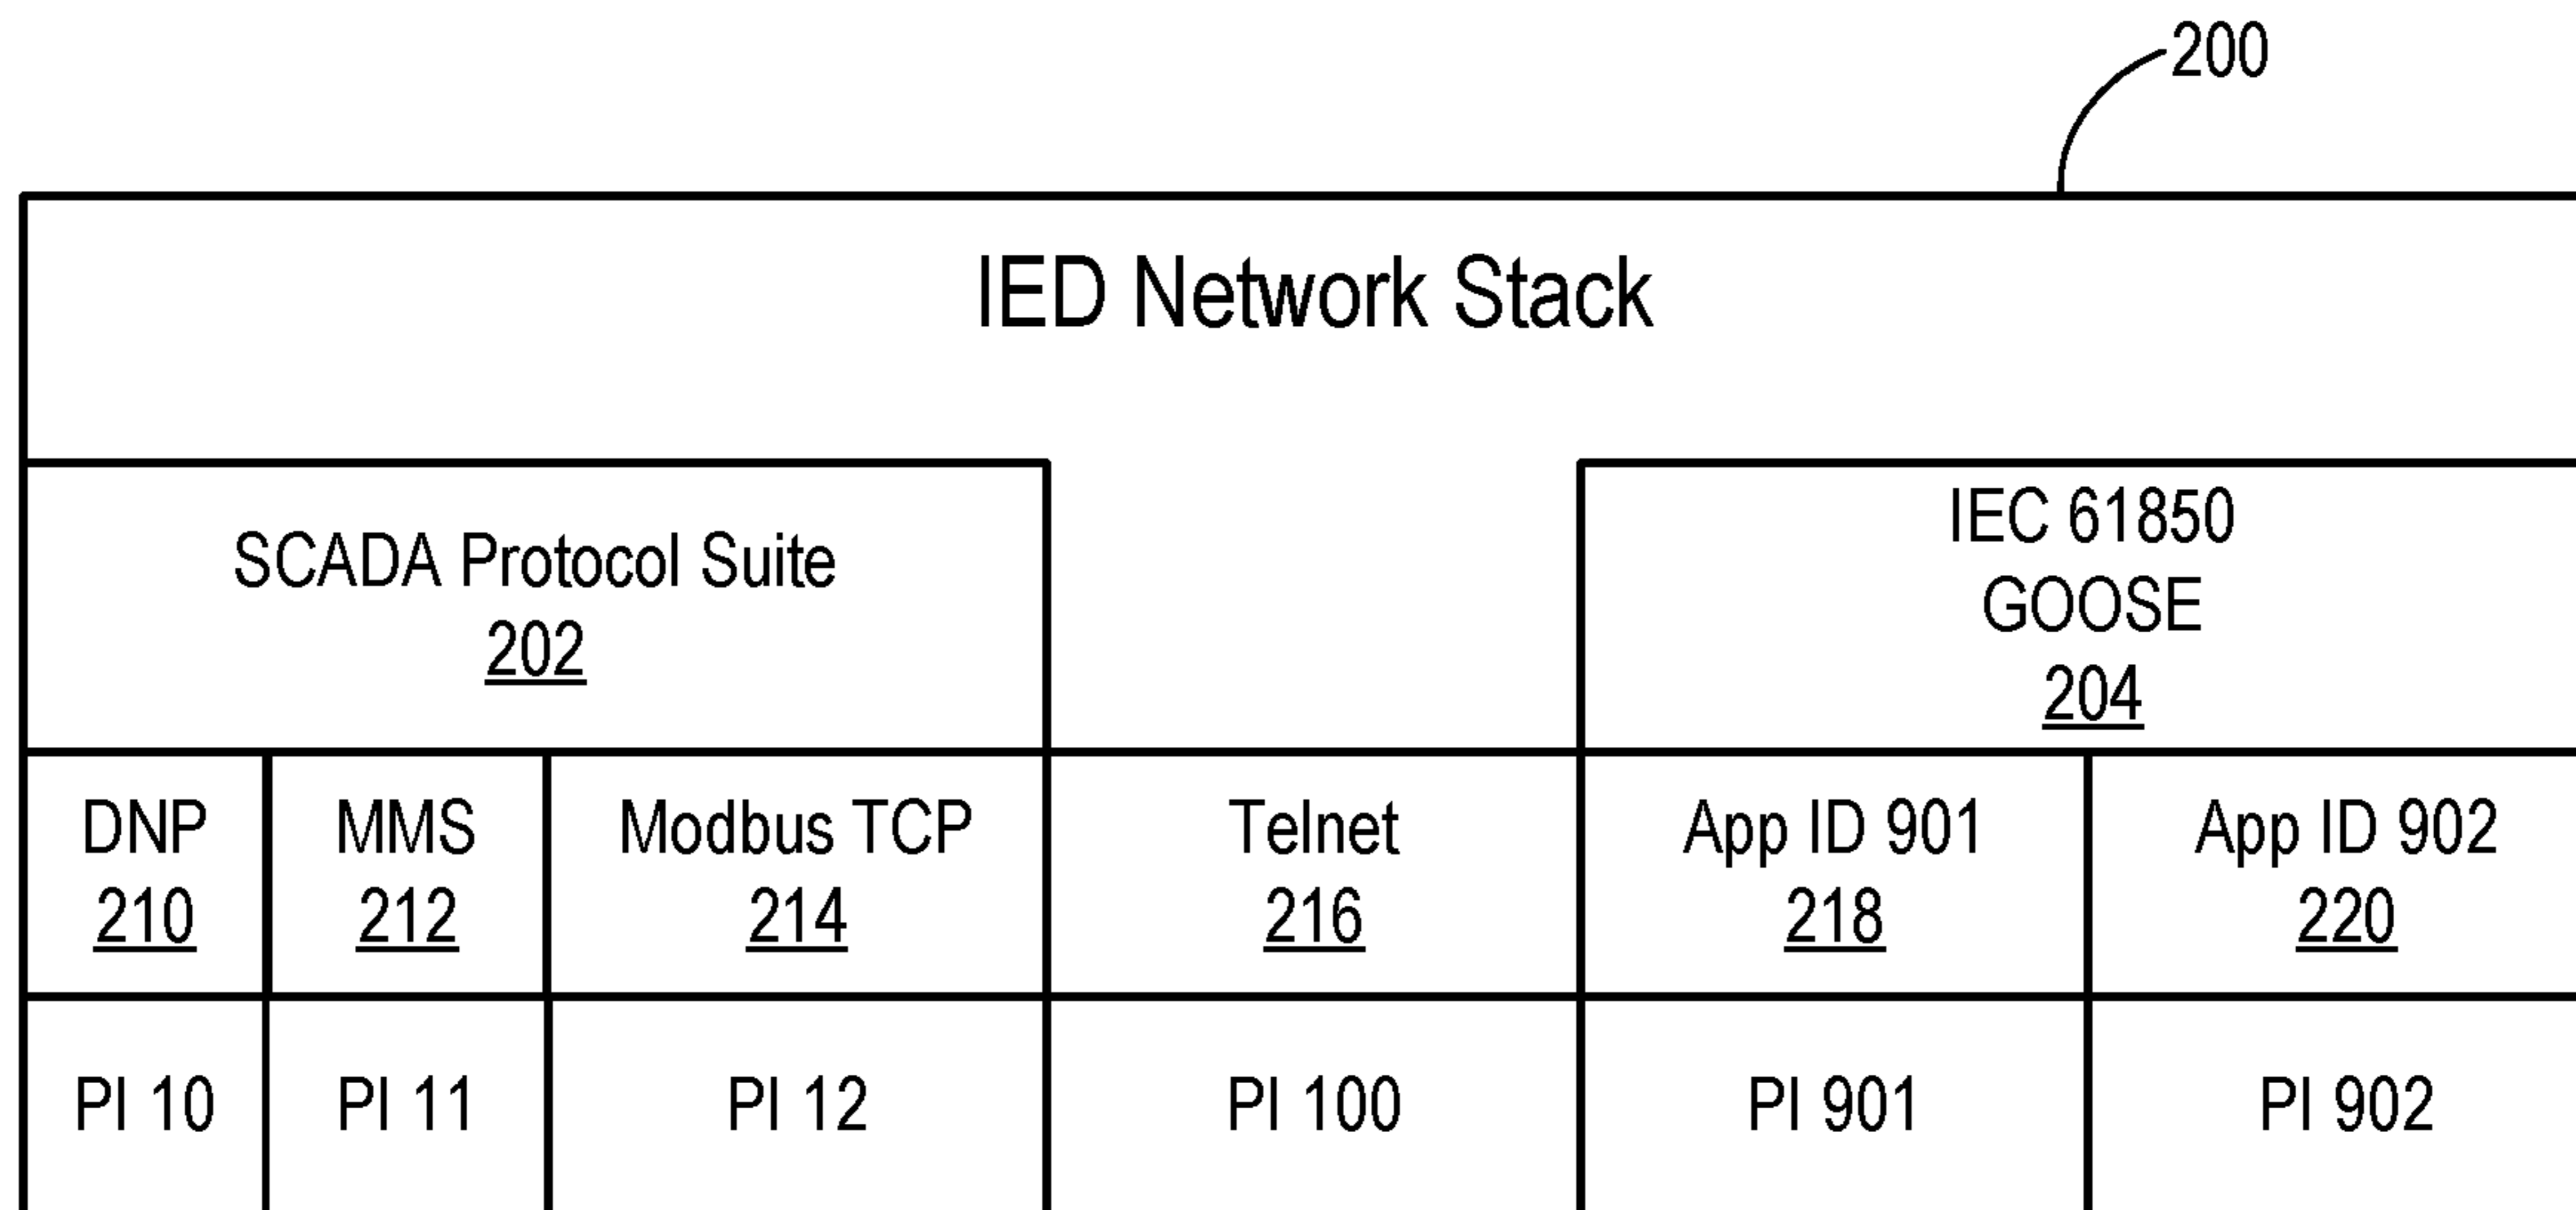 200
IED Network Stack
SCADA Protocol Suite
202
IEC 61850
GOOSE
204
DNP
210
MMS
212
Modbus TCP
214
Telnet
216
App ID 901
218
App ID 902
220
PI 10
PI 11
PI 12
PI 100
PI 901
PI 902